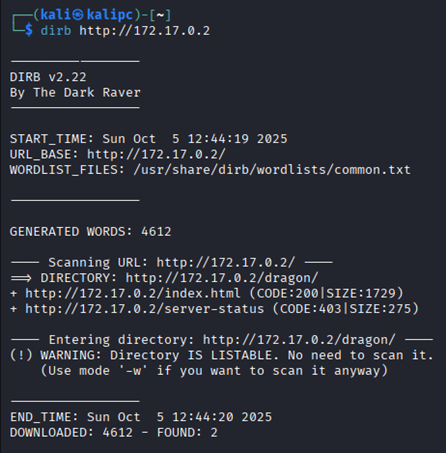 ┌──(kali㉿kalipc)-[~]
└─$ dirb http://172.17.0.2

-----------------
DIRB v2.22
By The Dark Raver
-----------------

START_TIME: Sun Oct  5 12:44:19 2025
URL_BASE: http://172.17.0.2/
WORDLIST_FILES: /usr/share/dirb/wordlists/common.txt

-----------------

GENERATED WORDS: 4612

---- Scanning URL: http://172.17.0.2/ ----
==> DIRECTORY: http://172.17.0.2/dragon/
+ http://172.17.0.2/index.html (CODE:200|SIZE:1729)
+ http://172.17.0.2/server-status (CODE:403|SIZE:275)

---- Entering directory: http://172.17.0.2/dragon/ ----
(!) WARNING: Directory IS LISTABLE. No need to scan it.
    (Use mode '-w' if you want to scan it anyway)

-----------------
END_TIME: Sun Oct  5 12:44:20 2025
DOWNLOADED: 4612 - FOUND: 2